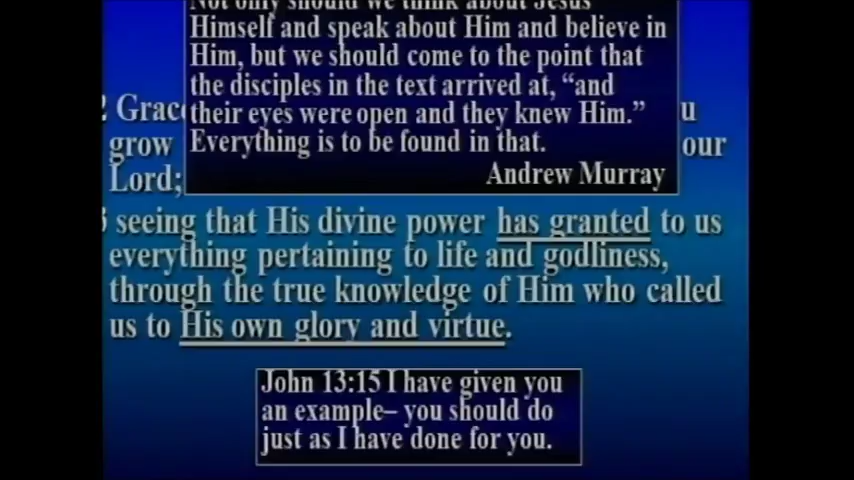 Not only should we think about Jesus
Himself and speak about Him and believe in
Him, but we should come to the point that
the disciples in the text arrived at, “and
their eyes were open and they knew Him.”
Everything is to be found in that.
Andrew Murray
2 Grace
grow our
Lord;
seeing that His divine power has granted to us
everything pertaining to life and godliness,
through the true knowledge of Him who called
us to His own glory and virtue.
John 13:15 I have given you
an example– you should do
just as I have done for you.